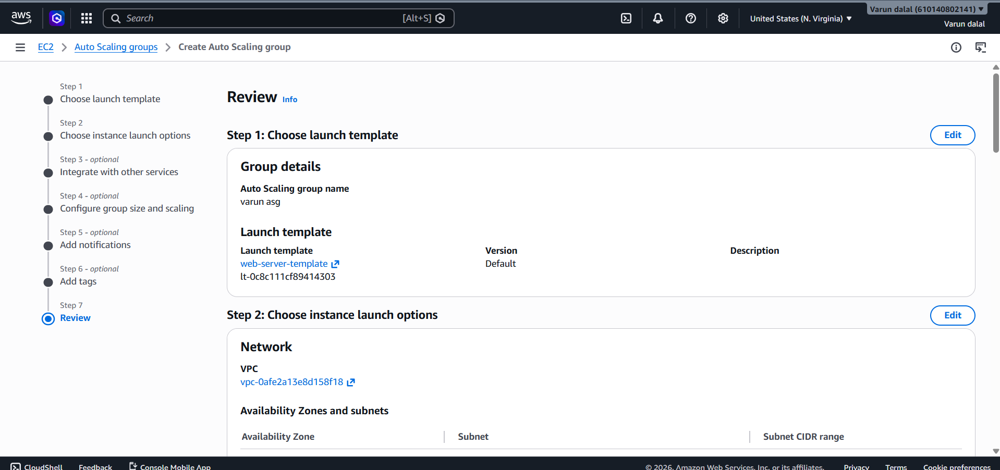 aws
Search
[Alt+S]
United States (N. Virginia)
Varun dalal (610140802141)
Varun dalal
EC2
Auto Scaling groups
Create Auto Scaling group
Step 1
Choose launch template
Step 2
Choose instance launch options
Step 3 - optional
Integrate with other services
Step 4 - optional
Configure group size and scaling
Step 5 - optional
Add notifications
Step 6 - optional
Add tags
Step 7
Review
Review Info
Step 1: Choose launch template
Edit
Group details
Auto Scaling group name
varun asg
Launch template
Launch template
web-server-template
lt-0c8c111cf89414303
Version
Default
Description
Step 2: Choose instance launch options
Edit
Network
VPC
vpc-0afe2a13e8d158f18
Availability Zones and subnets
Availability Zone
Subnet
Subnet CIDR range
CloudShell
Feedback
Console Mobile App
© 2026, Amazon Web Services, Inc. or its affiliates.
Privacy
Terms
Cookie preferences